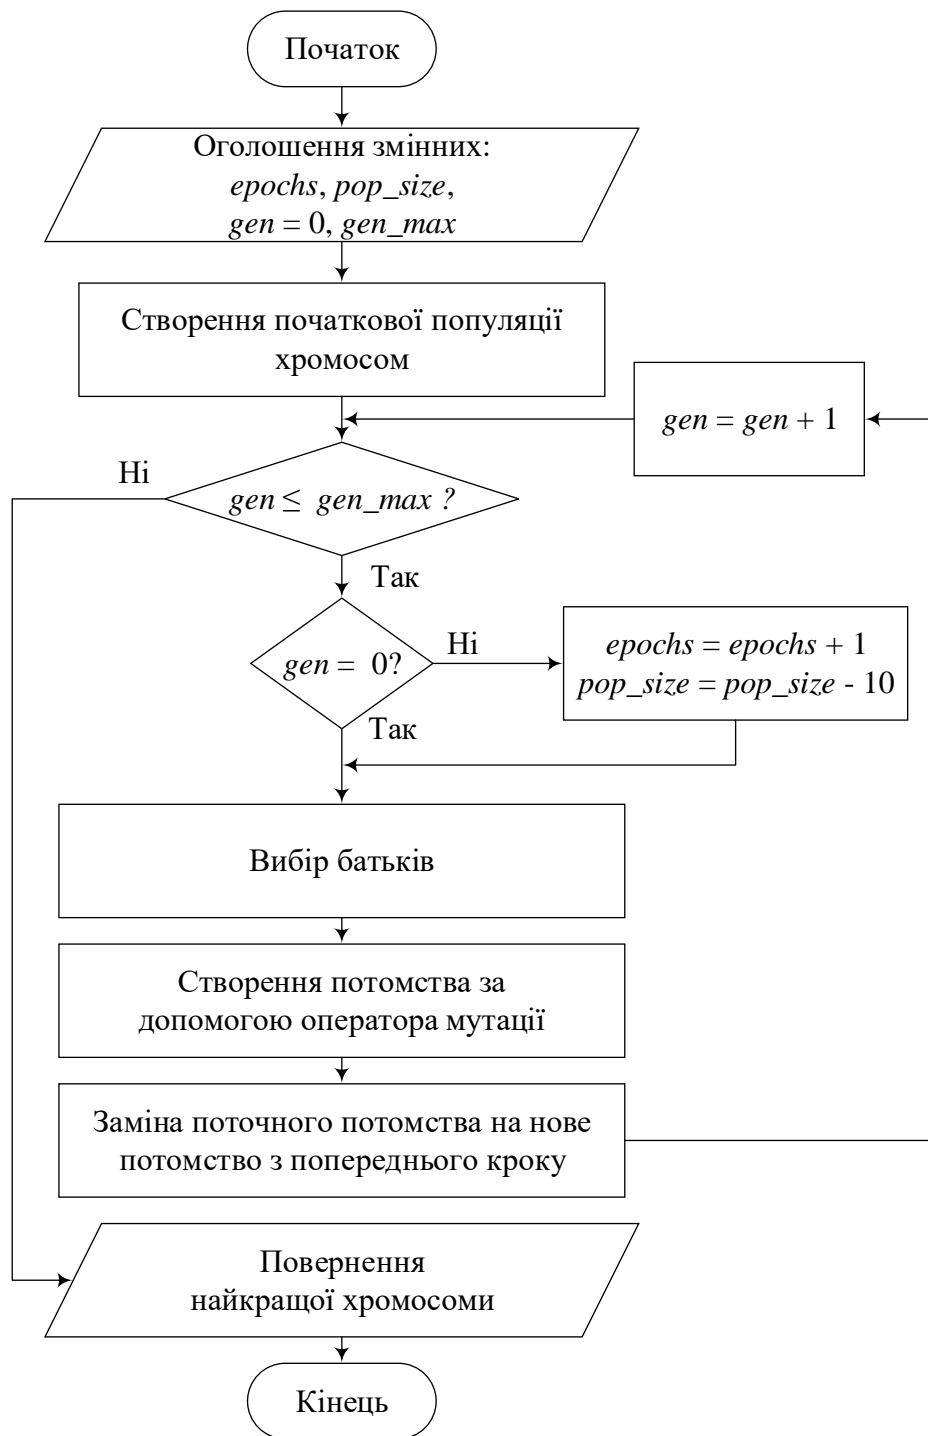 Початок
Оголошення змінних:
epochs, pop_size,
gen = 0, gen_max
Створення початкової популяції
хромосом
gen = gen + 1
Ні
gen ≤ gen_max ?
Так
gen = 0?
Ні
epochs = epochs + 1
pop_size = pop_size - 10
Так
Вибір батьків
Створення потомства за
допомогою оператора мутації
Заміна поточного потомства на нове
потомство з попереднього кроку
Повернення
найкращої хромосоми
Кінець